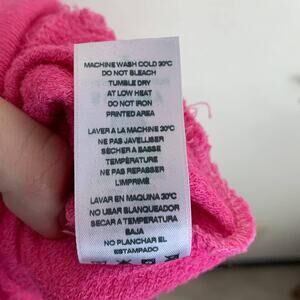 MACHINE WASH COLD 30°C
DO NOT BLEACH
TUMBLE DRY
AT LOW HEAT
DO NOT IRON
PRINTED AREA
LAVER A LA MACHINE 30°C
NE PAS JAVELLISER
SÉCHER A BASSE
TEMPÉRATURE
NE PAS REPASSER
L'IMPRIMÉ
LAVAR EN MAQUINA 30°C
NO USAR BLANQUEADOR
SECAR A TEMPERATURA
BAJA
NO PLANCHAR EL
ESTAMPADO